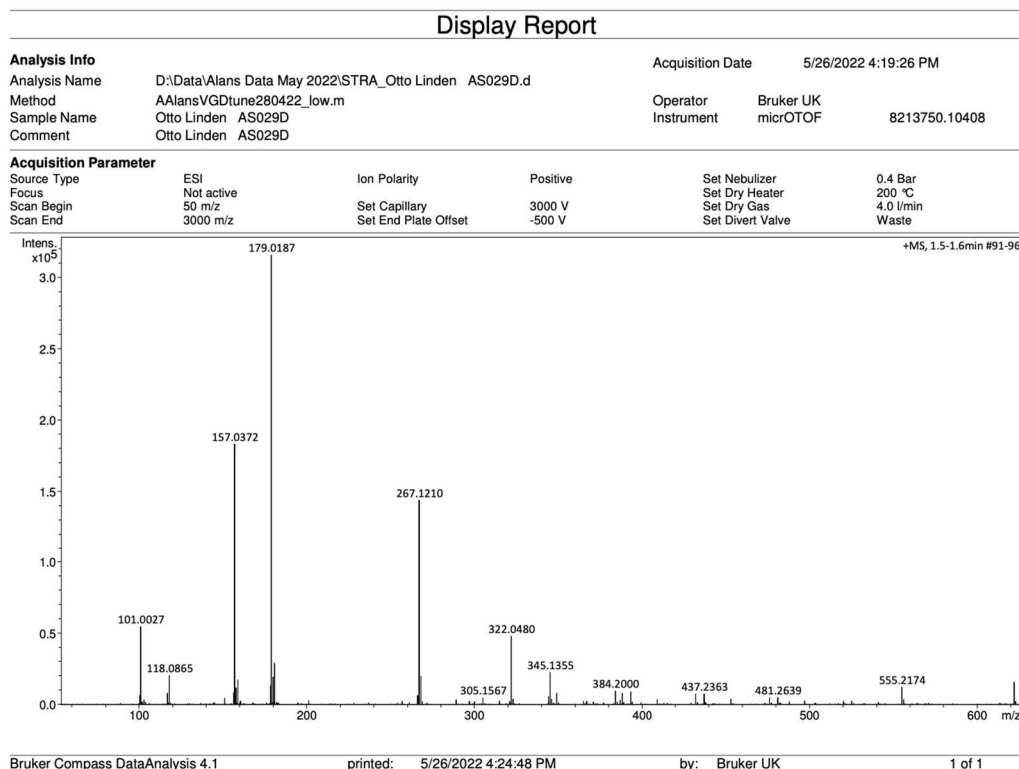 Display Report
Analysis Info
Acquisition Date 5/26/2022 4:19:26 PM
Analysis Name D:\Data\Alans Data May 2022\STRA_Otto Linden AS029D.d
Method AAlansVGDtune280422_low.m Operator Bruker UK
Sample Name Otto Linden AS029D Instrument micrOTOF 8213750.10408
Comment Otto Linden AS029D
Acquisition Parameter
Source Type ESI Ion Polarity Positive Set Nebulizer 0.4 Bar
Focus Not active Set Dry Heater 200 °C
Scan Begin 50 m/z Set Capillary 3000 V Set Dry Gas 4.0 l/min
Scan End 3000 m/z Set End Plate Offset -500 V Set Divert Valve Waste
Intens. 179.0187 +MS, 1.5-1.6min #91-96
x10⁵
3.0
2.5
2.0
157.0372
1.5
267.1210
1.0
101.0027
0.5 322.0480
118.0865 345.1355
305.1567 384.2000 437.2363 481.2639 555.2174
0.0
100 200 300 400 500 600 m/z
Bruker Compass DataAnalysis 4.1 printed: 5/26/2022 4:24:48 PM by: Bruker UK 1 of 1